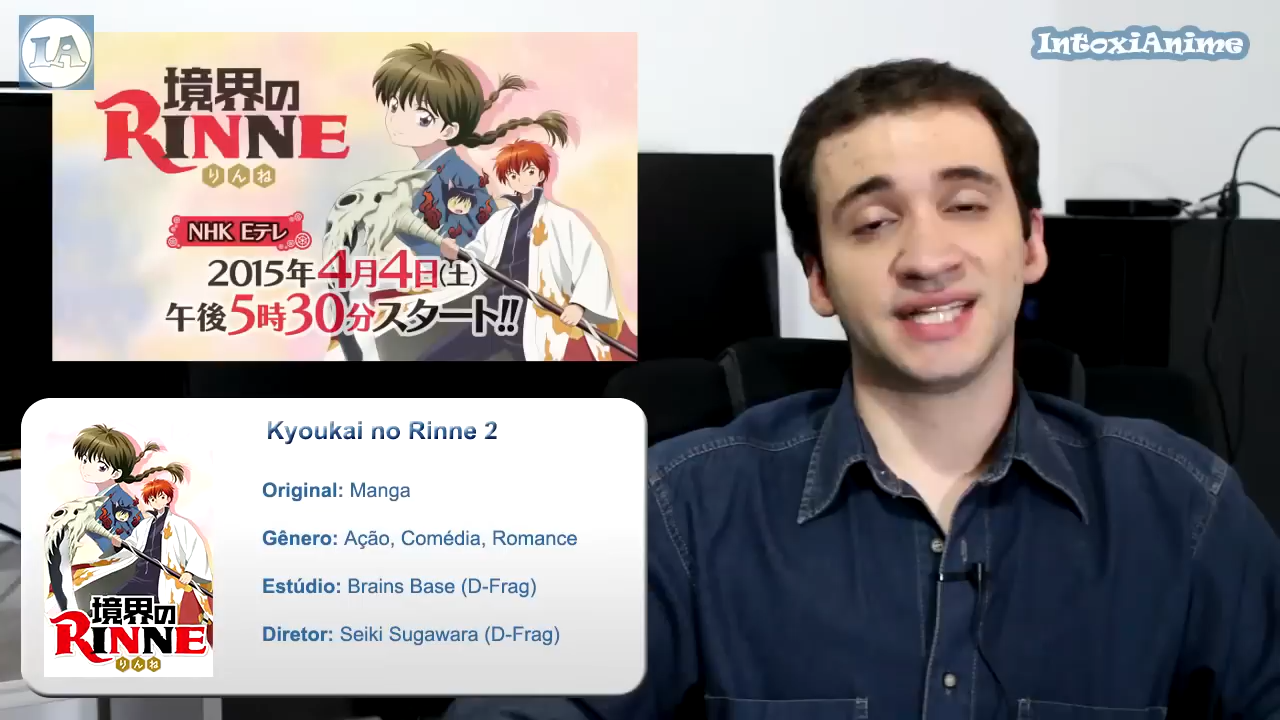 IA
IntoxiAnime
境界の
RINNE
りんね
NHK Eテレ
2015年4月4日(土)
午後5時30分スタート!!
Kyoukai no Rinne 2
Original: Manga
Gênero: Ação, Comédia, Romance
Estúdio: Brains Base (D-Frag)
Diretor: Seiki Sugawara (D-Frag)
境界の
RINNE
りんね